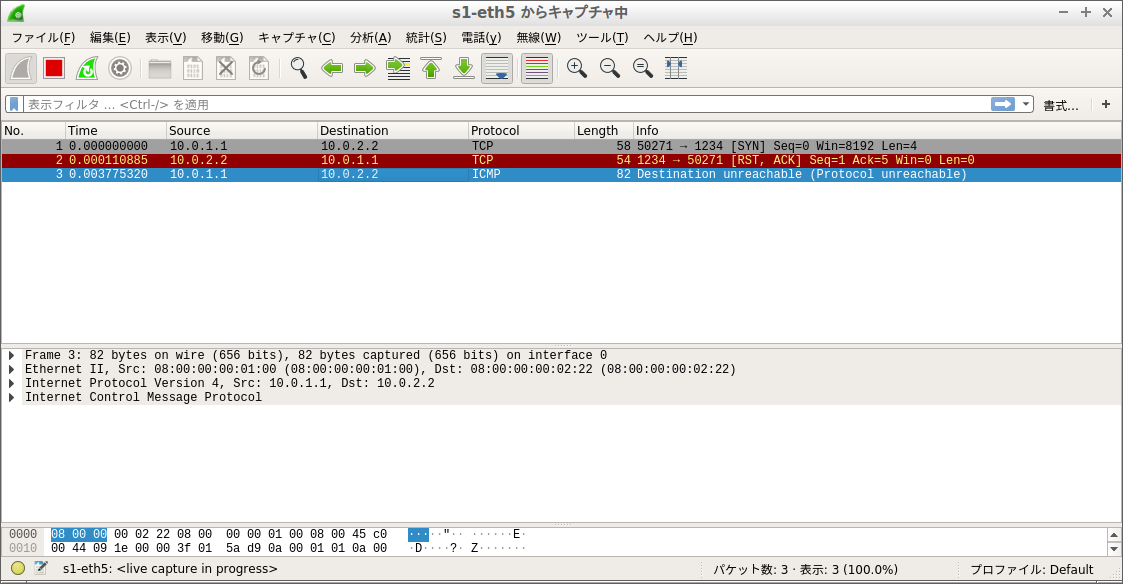 s1-eth5 からキャプチャ中
ファイル(F) 編集(E) 表示(V) 移動(G) キャプチャ(C) 分析(A) 統計(S) 電話(y) 無線(W) ツール(T) ヘルプ(H)
表示フィルタ … <Ctrl-/> を適用 書式… +
No. Time Source Destination Protocol Length Info
1 0.000000000 10.0.1.1 10.0.2.2 TCP 58 50271 → 1234 [SYN] Seq=0 Win=8192 Len=4
2 0.000110885 10.0.2.2 10.0.1.1 TCP 54 1234 → 50271 [RST, ACK] Seq=1 Ack=5 Win=0 Len=0
3 0.003775320 10.0.1.1 10.0.2.2 ICMP 82 Destination unreachable (Protocol unreachable)
Frame 3: 82 bytes on wire (656 bits), 82 bytes captured (656 bits) on interface 0
Ethernet II, Src: 08:00:00:00:01:00 (08:00:00:00:01:00), Dst: 08:00:00:00:02:22 (08:00:00:00:02:22)
Internet Protocol Version 4, Src: 10.0.1.1, Dst: 10.0.2.2
Internet Control Message Protocol
0000 08 00 00 00 02 22 08 00 00 00 01 00 08 00 45 c0 ·····"·· ······E·
0010 00 44 09 1e 00 00 3f 01 5a d9 0a 00 01 01 0a 00 ·D····?· Z·······
s1-eth5: <live capture in progress> パケット数: 3 · 表示: 3 (100.0%) プロファイル: Default